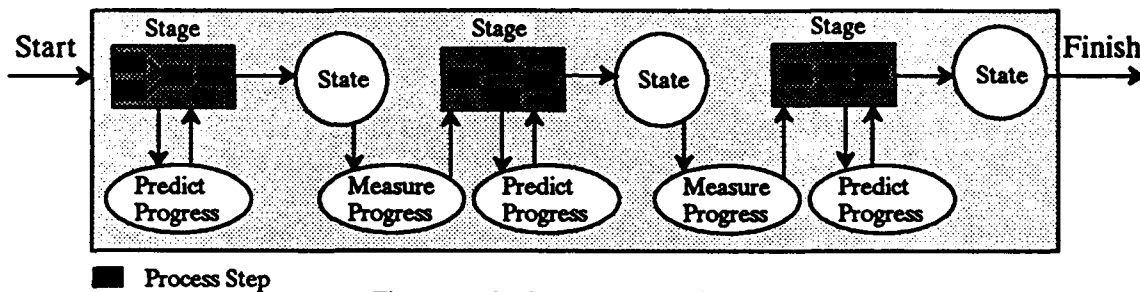 Stage
Stage
Stage
Start
Finish
State
State
State
Predict
Progress
Measure
Progress
Predict
Progress
Measure
Progress
Predict
Progress
Process Step